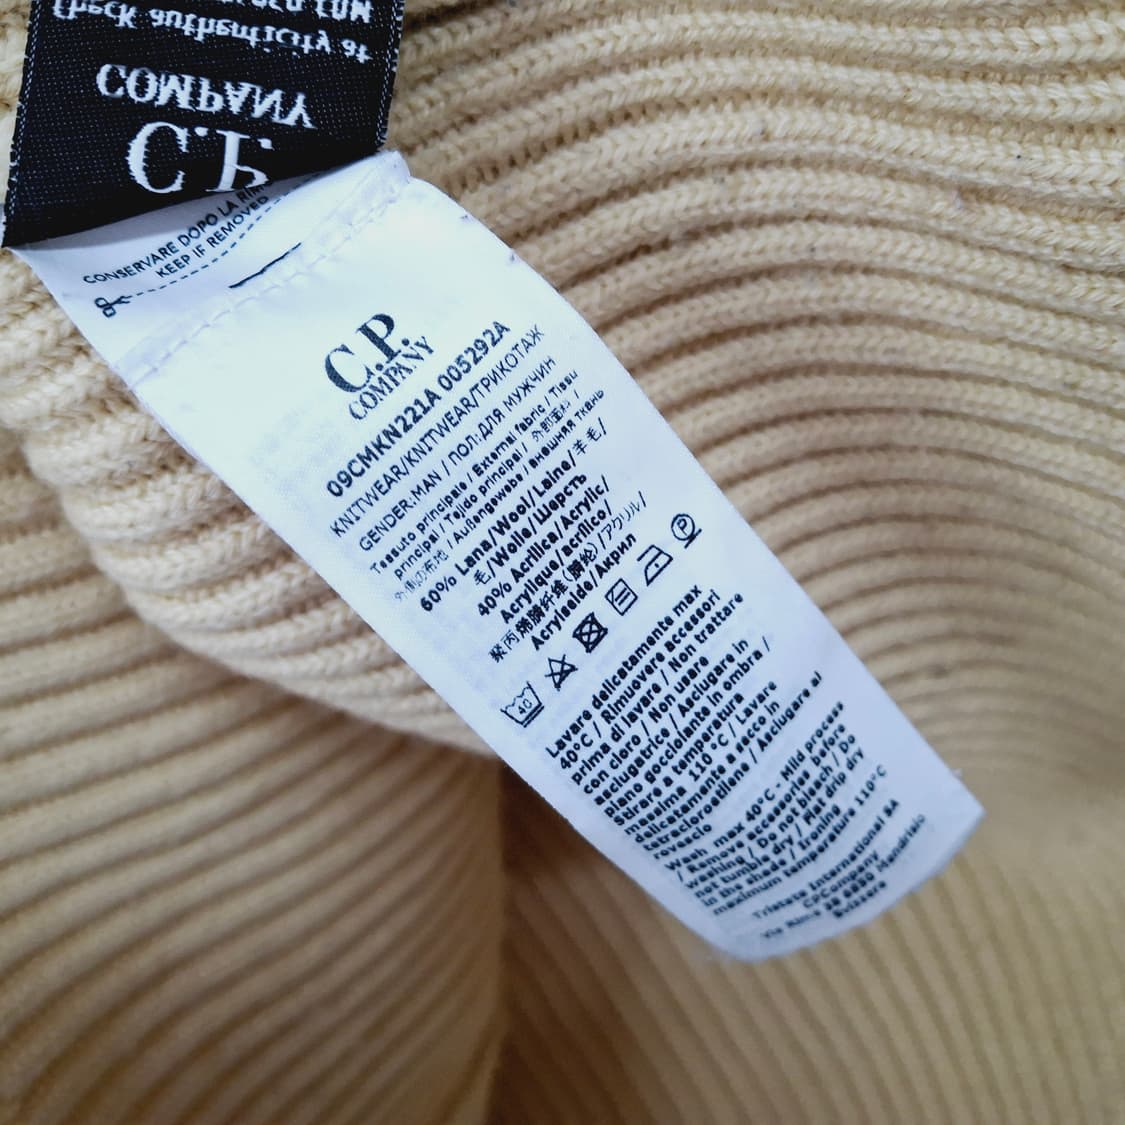 Check authenticity at
C.P.
COMPANY
CONSERVARE DOPO LA
KEEP IF REMOVED
C.P.
COMPANY
09CMKN221A 005292A
KNITWEAR/KNITWEAR/ТРИКОТАЖ
GENDER:MAN / ПОЛ:ДЛЯ МУЖЧИН
Tessuto principale / External fabric / Tissu
principal / Tejido principal / 外部面料 /
外側の布地 / Außengewebe / внешняя ткань
60% Lana/Wool/Laine/羊毛/
毛/Wolle/Шерсть
40% Acrilica/Acrylic/
Acrylique/acrílico/
聚丙烯腈纤维(腈纶)/アクリル/
Acrylseide/Акрил
40
Lavare delicatamente max
40°C / Rimuovere accessori
prima di lavare / Non trattare
con cloro / Non usare
asciugatrice / Asciugare in
piano gocciolante in ombra /
Stirare a temperatura
massima 110°C / Lavare
delicatamente a secco in
tetracloroetilene / Asciugare al
rovescio
Wash max 40°C - Mild process
/ Remove accessories before
washing / Do not bleach / Do
not tumble dry / Flat drip dry
in the shade / Ironing
maximum temperature 110°C
Tristate International SA
CPCompany
Via Rime 38 6850 Mendrisio
Svizzera